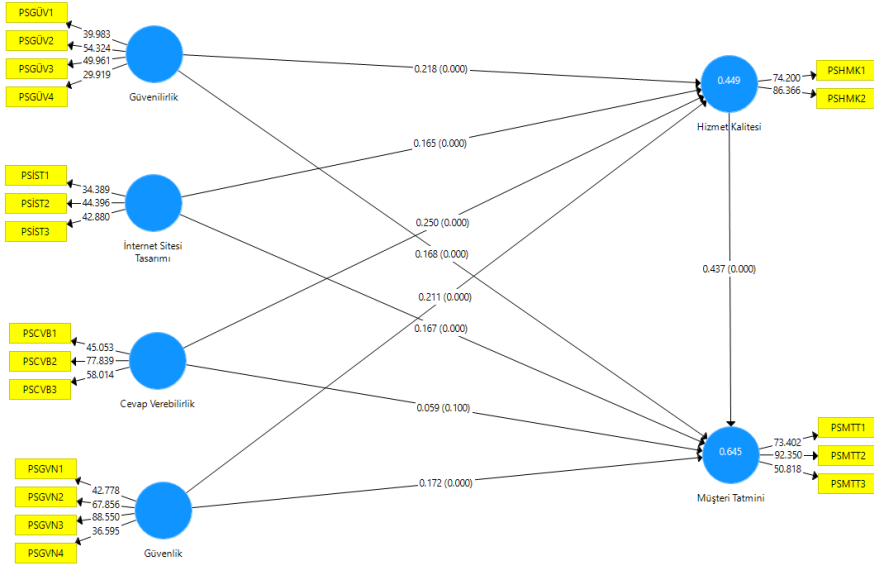 PSGÜV1
PSGÜV2
PSGÜV3
PSGÜV4
39.983
54.324
49.961
29.919
Güvenilirlik
PSİST1
PSİST2
PSİST3
34.389
44.396
42.880
İnternet Sitesi
Tasarımı
PSCVB1
PSCVB2
PSCVB3
45.053
77.839
58.014
Cevap Verebilirlik
PSGVN1
PSGVN2
PSGVN3
PSGVN4
42.778
67.856
88.550
36.595
Güvenlik
0.218 (0.000)
0.165 (0.000)
0.250 (0.000)
0.168 (0.000)
0.211 (0.000)
0.167 (0.000)
0.059 (0.100)
0.172 (0.000)
0.437 (0.000)
0.449
Hizmet Kalitesi
74.200
86.366
PSHMK1
PSHMK2
0.645
Müşteri Tatmini
73.402
92.350
50.818
PSMTT1
PSMTT2
PSMTT3